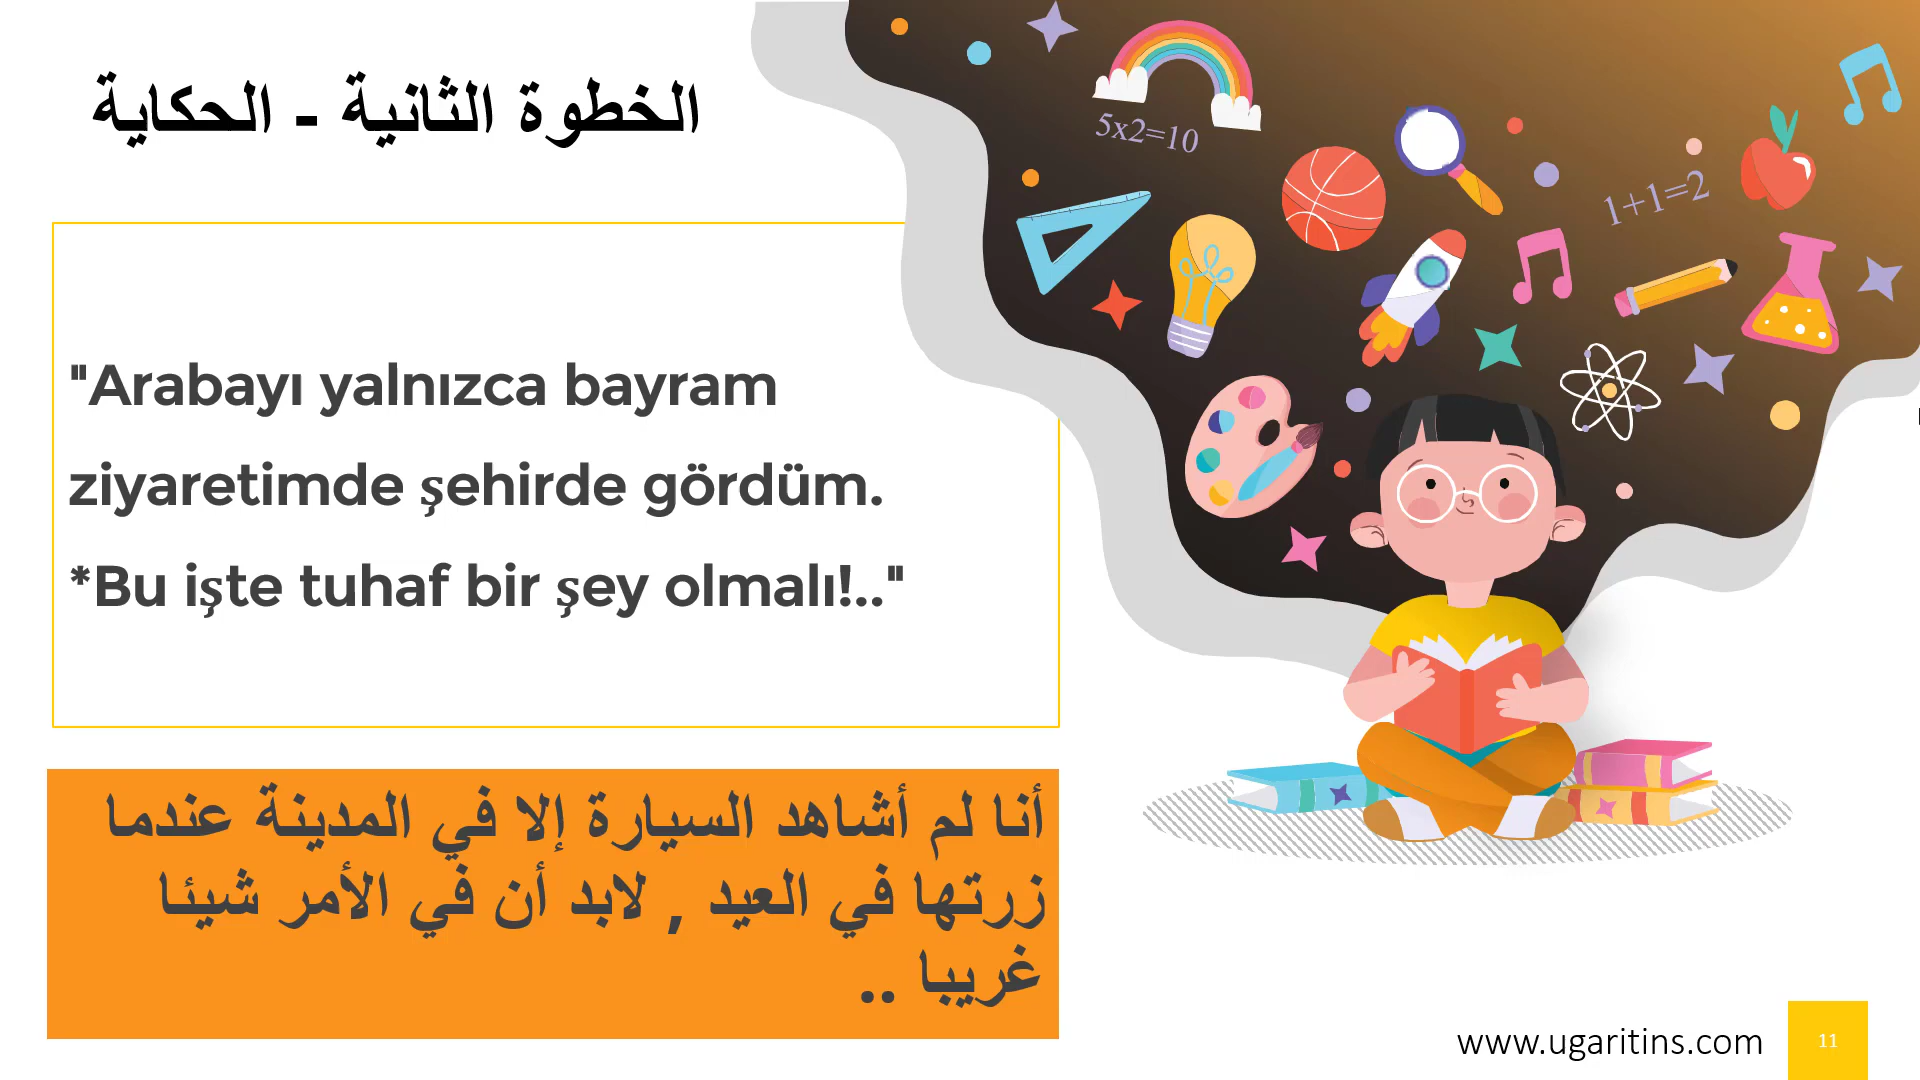 الخطوة الثانية - الحكاية
5x2=10
1+1=2
"Arabayı yalnızca bayram
ziyaretimde şehirde gördüm.
*Bu işte tuhaf bir şey olmalı!.."
أنا لم أشاهد السيارة إلا في المدينة عندما
زرتها في العيد , لابد أن في الأمر شيئا
غريبا ..
www.ugaritins.com
11